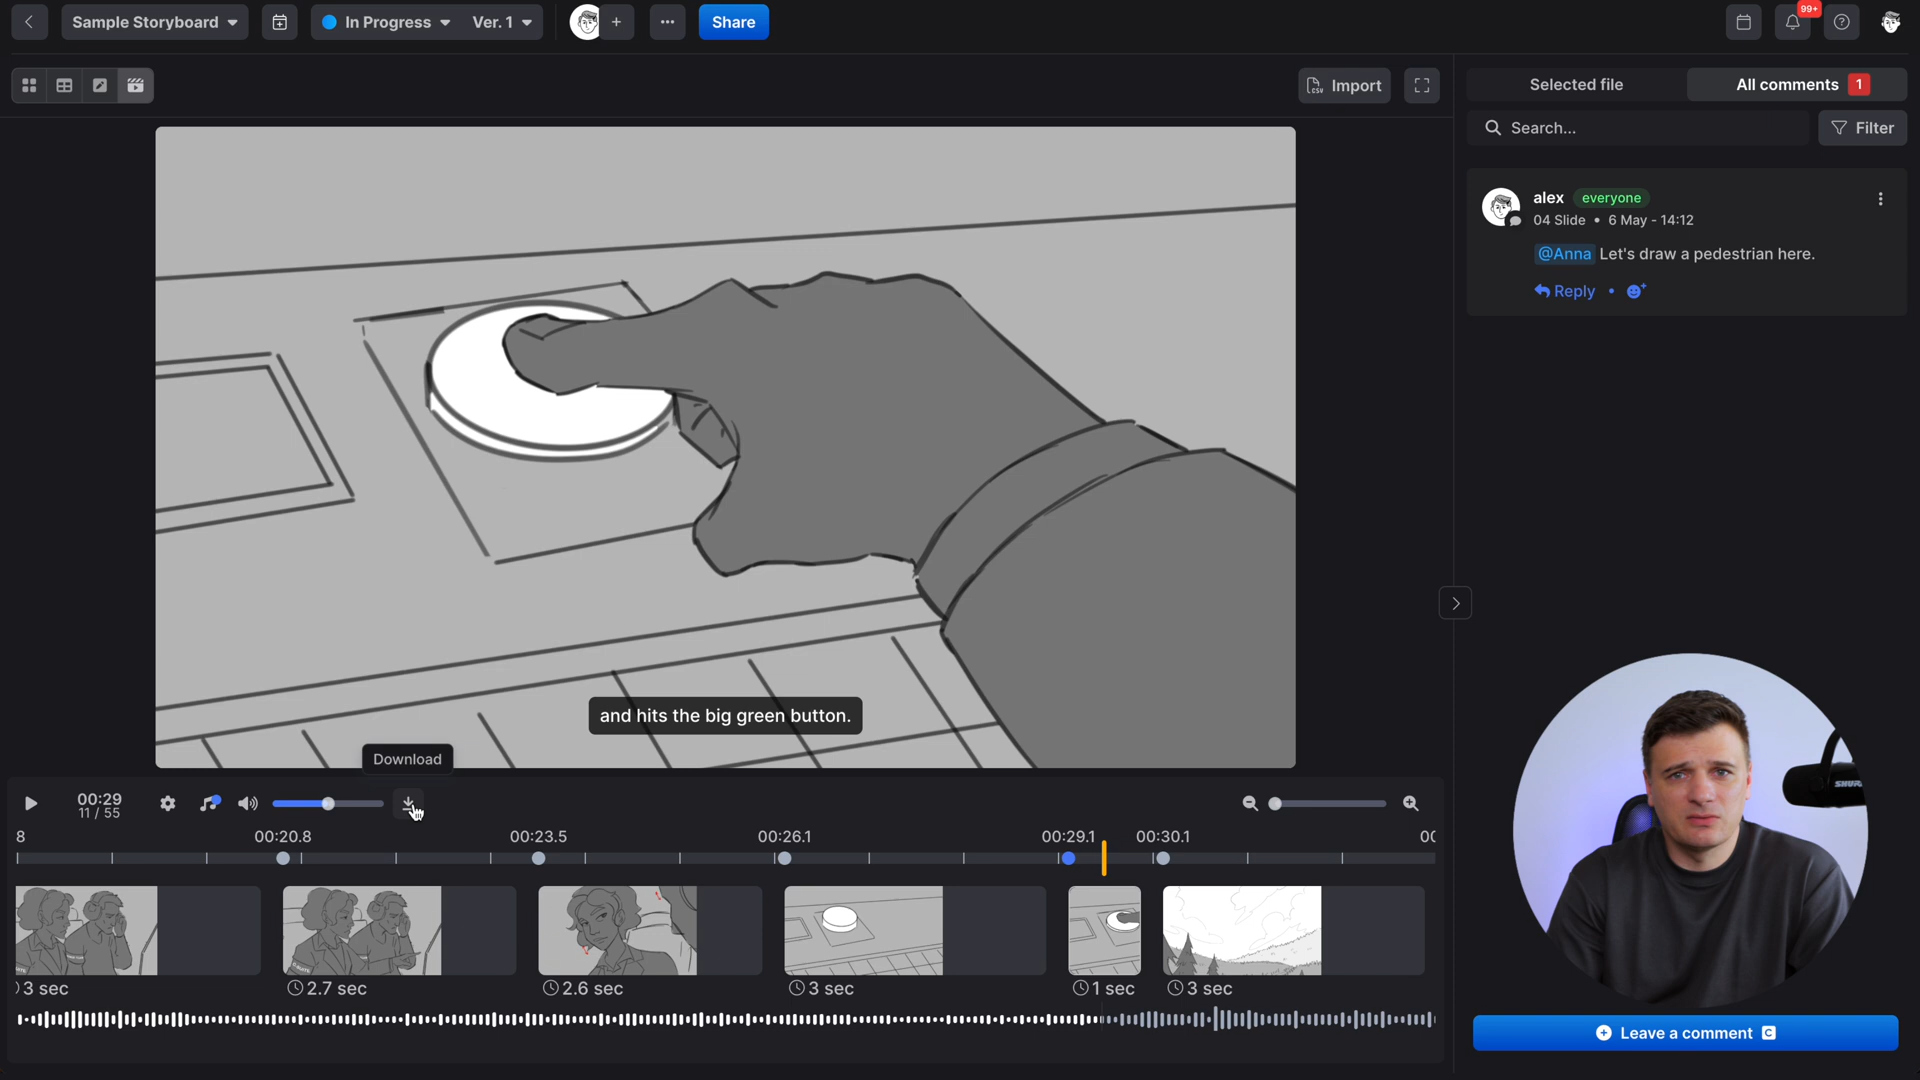 Sample Storyboard
In Progress
Ver. 1
Share
99+
CSV
Import
Selected file
All comments 1
Search...
Filter
alex everyone
04 Slide • 6 May - 14:12
@Anna Let's draw a pedestrian here.
Reply
and hits the big green button.
Download
00:29
11 / 55
8 00:20.8 00:23.5 00:26.1 00:29.1 00:30.1
3 sec 2.7 sec 2.6 sec 3 sec 1 sec 3 sec
Leave a comment C